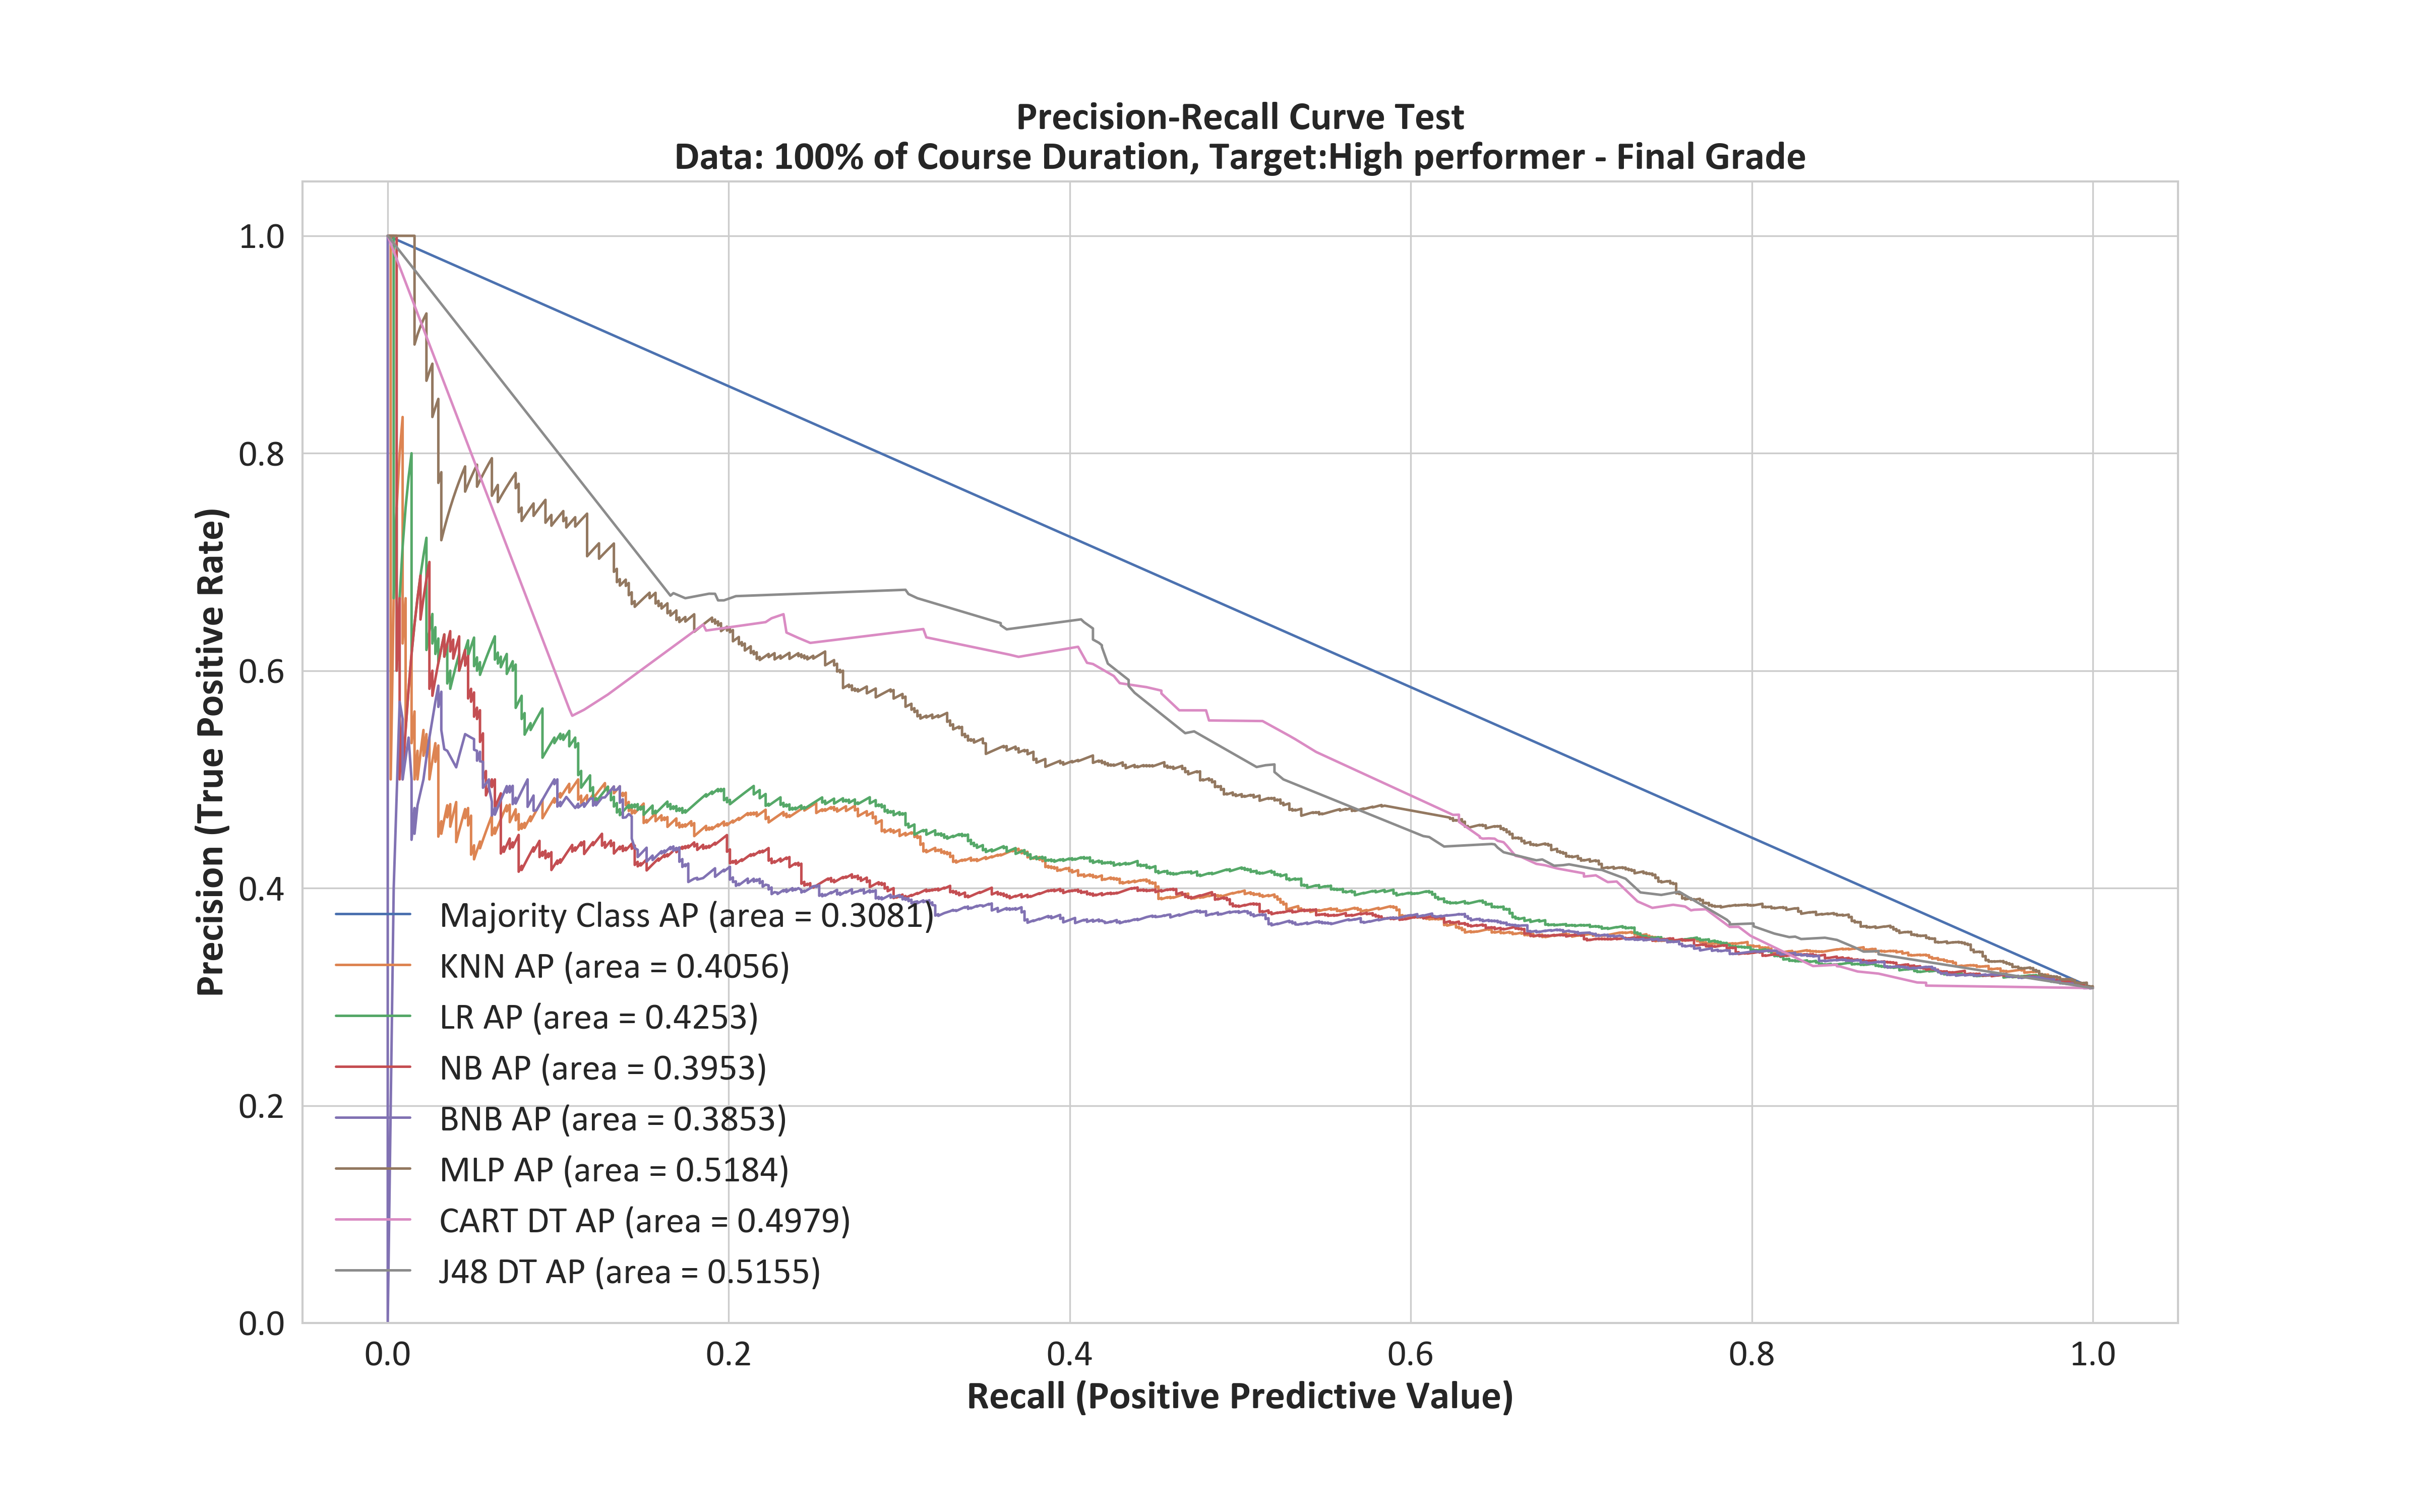 Precision-Recall Curve Test
Data: 100% of Course Duration, Target:High performer - Final Grade
Precision (True Positive Rate)
1.0
0.8
0.6
0.4
0.2
0.0
Majority Class AP (area = 0.3081)
KNN AP (area = 0.4056)
LR AP (area = 0.4253)
NB AP (area = 0.3953)
BNB AP (area = 0.3853)
MLP AP (area = 0.5184)
CART DT AP (area = 0.4979)
J48 DT AP (area = 0.5155)
0.0 0.2 0.4 0.6 0.8 1.0
Recall (Positive Predictive Value)